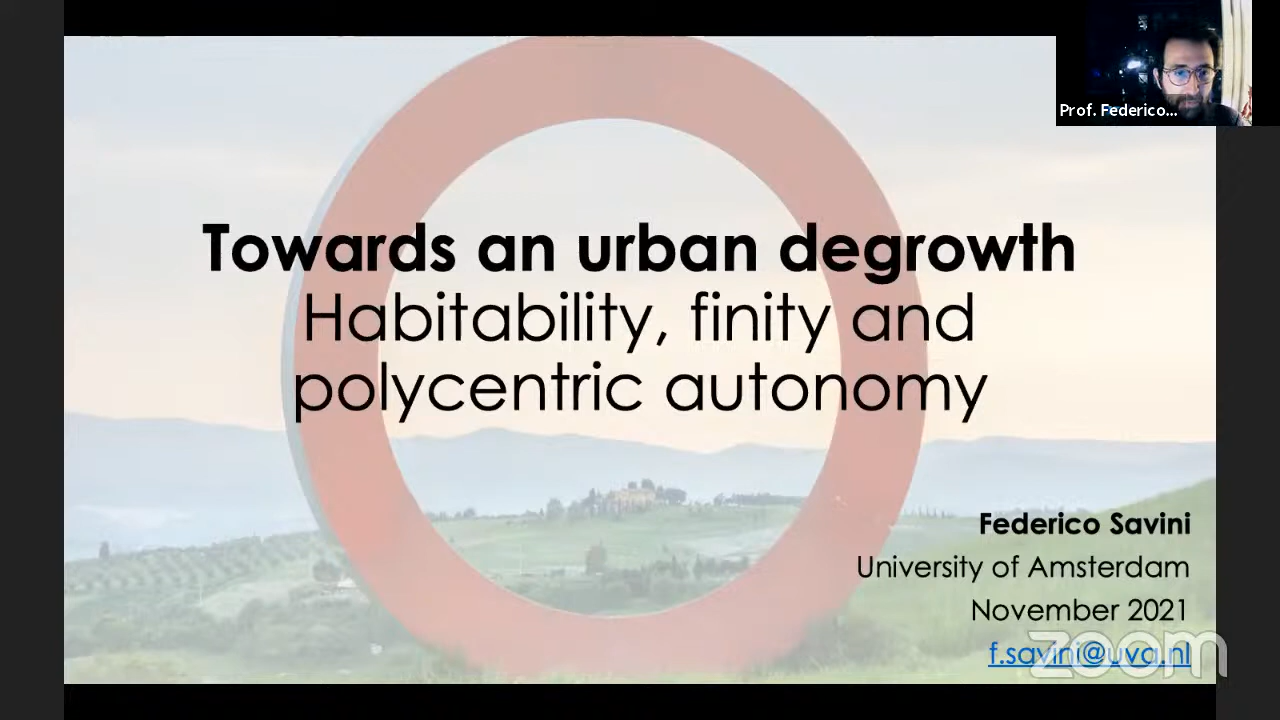 Prof. Federico...
Towards an urban degrowth
Habitability, finity and
polycentric autonomy
Federico Savini
University of Amsterdam
November 2021
f.savini@uva.nl
zoom